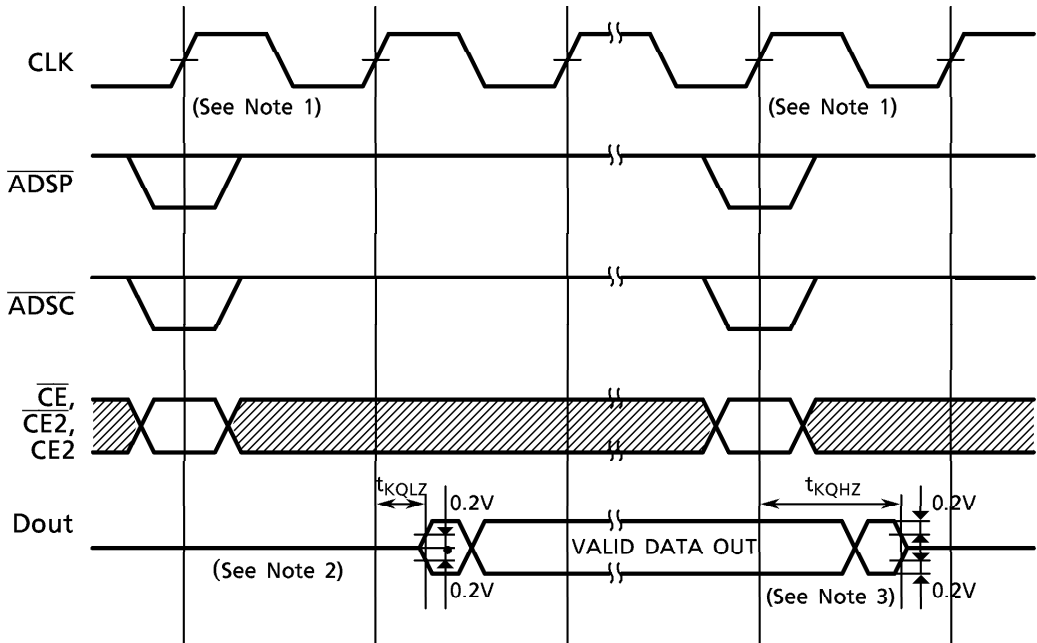 CLK
(See Note 1)
(See Note 1)
ADSP
ADSC
CE,
CE2,
CE2
tKQLZ
0.2V
tKQHZ
0.2V
Dout
VALID DATA OUT
(See Note 2)
0.2V
(See Note 3)
0.2V